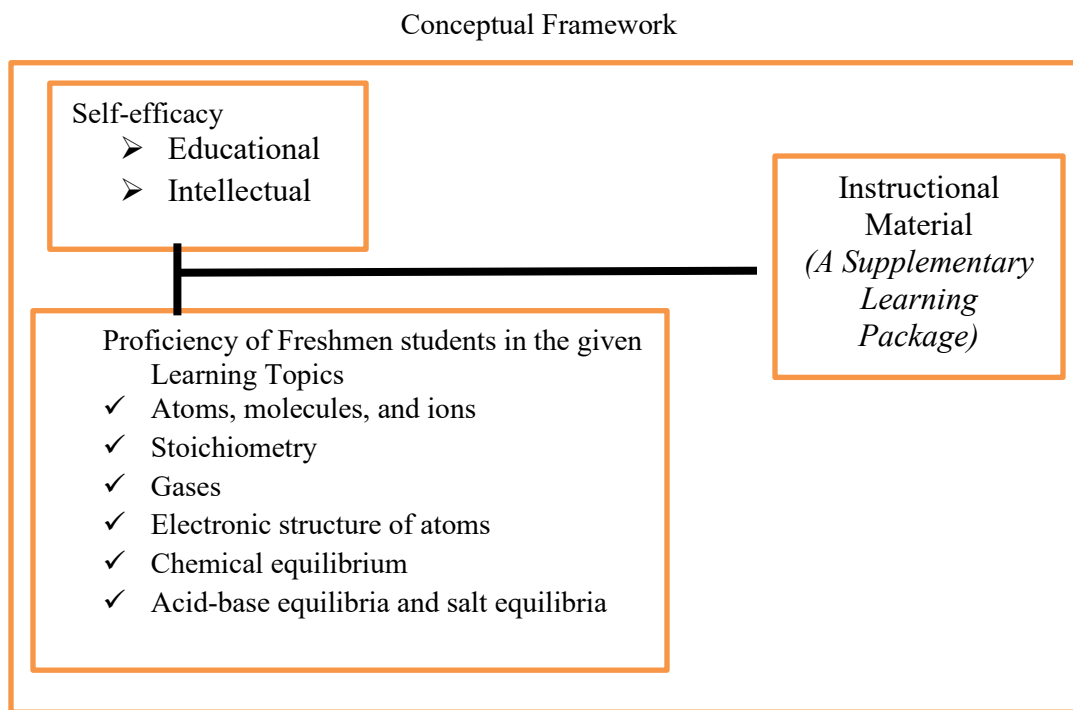 Conceptual Framework
Self-efficacy
➢ Educational
➢ Intellectual
Instructional
Material
(A Supplementary
Learning
Package)
Proficiency of Freshmen students in the given
Learning Topics
✓ Atoms, molecules, and ions
✓ Stoichiometry
✓ Gases
✓ Electronic structure of atoms
✓ Chemical equilibrium
✓ Acid-base equilibria and salt equilibria